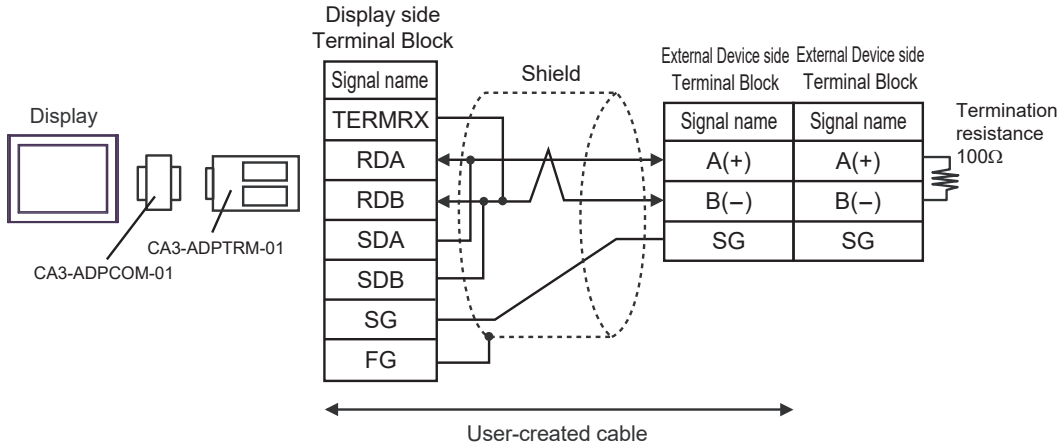 Display side
Terminal Block
Signal name
TERMRX
RDA
RDB
SDA
SDB
SG
FG
Shield
External Device side
Terminal Block
Signal name
A(+)
B(−)
SG
External Device side
Terminal Block
Signal name
A(+)
B(−)
SG
Termination
resistance
100Ω
Display
CA3-ADPTRM-01
CA3-ADPCOM-01
User-created cable